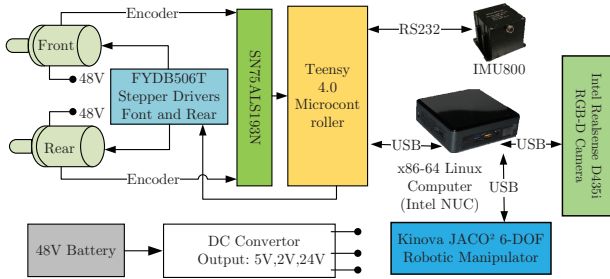 Encoder
Front
48V
48V
Rear
Encoder
FYDB506T
Stepper Drivers
Font and Rear
SN75ALS193N
Teensy
4.0
Microcont
roller
RS232
IMU800
USB
x86-64 Linux
Computer
(Intel NUC)
USB
USB
Intel Realsense D435i
RGB-D Camera
48V Battery
DC Convertor
Output: 5V,2V,24V
Kinova JACO² 6-DOF
Robotic Manipulator